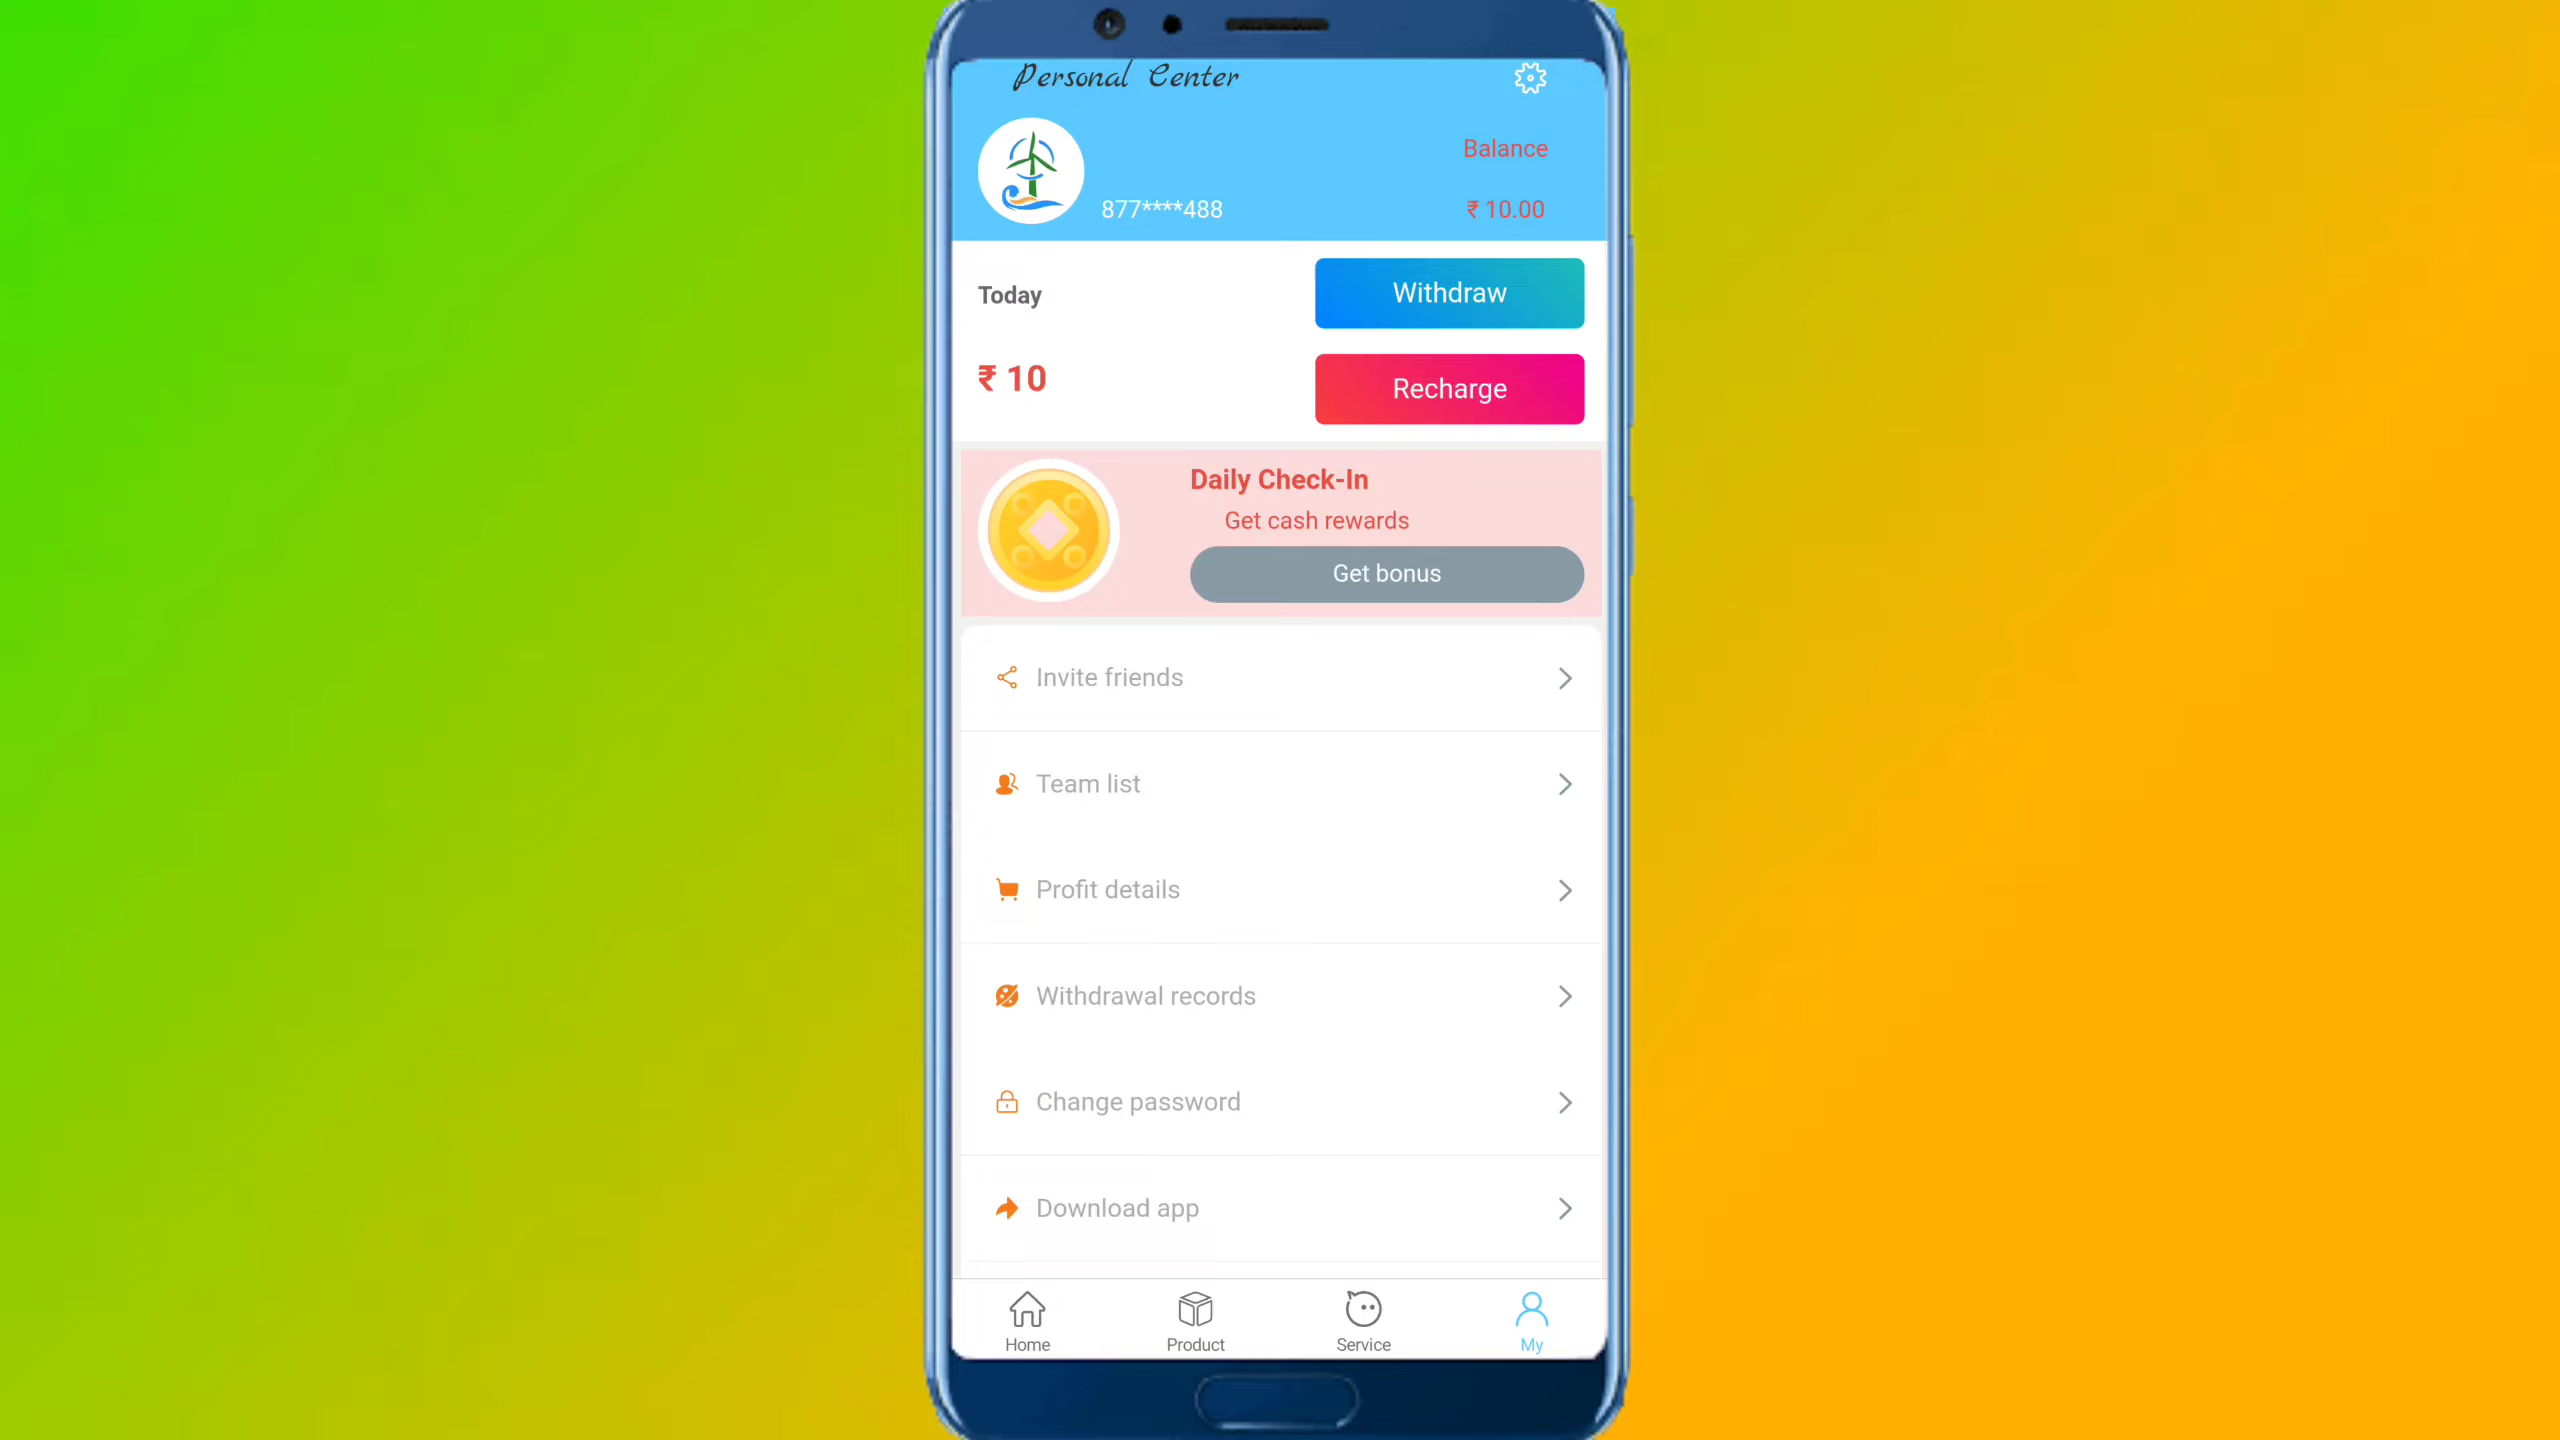 Personal Center
Balance
877****488
₹ 10.00
Today
Withdraw
₹ 10
Recharge
Daily Check-In
Get cash rewards
Get bonus
Invite friends
Team list
Profit details
Withdrawal records
Change password
Download app
Home
Product
Service
My